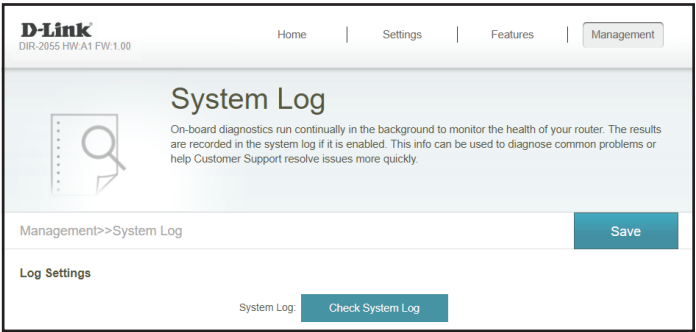 D-Link
DIR-2055 HW:A1 FW:1.00
Home
Settings
Features
Management
System Log
On-board diagnostics run continually in the background to monitor the health of your router. The results
are recorded in the system log if it is enabled. This info can be used to diagnose common problems or
help Customer Support resolve issues more quickly.
Management>>System Log
Save
Log Settings
System Log:
Check System Log